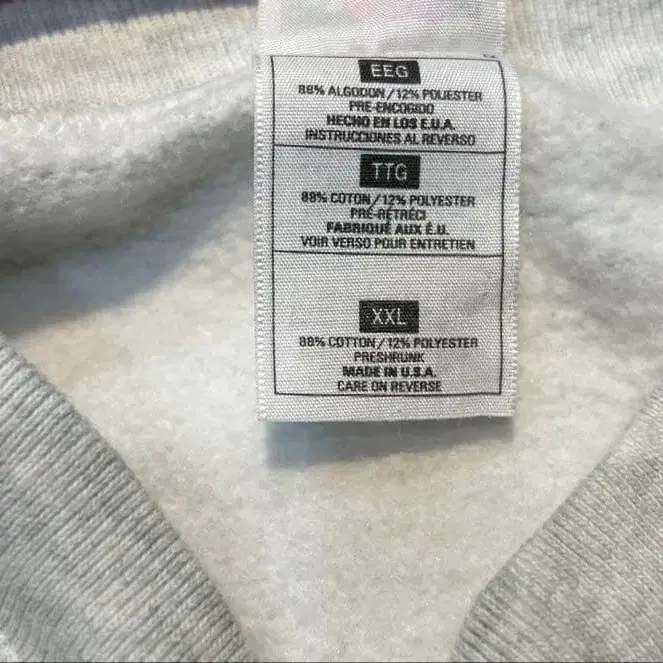 EEG
88% ALGODON/12% POLIESTER
PRE-ENCOGIDO
HECHO EN LOS E.U.A.
INSTRUCCIONES AL REVERSO
TTG
88% COTON/12% POLYESTER
PRÉ-RÉTRÉCI
FABRIQUÉ AUX É.U.
VOIR VERSO POUR ENTRETIEN
XXL
88% COTTON/12% POLYESTER
PRESHRUNK
MADE IN U.S.A.
CARE ON REVERSE